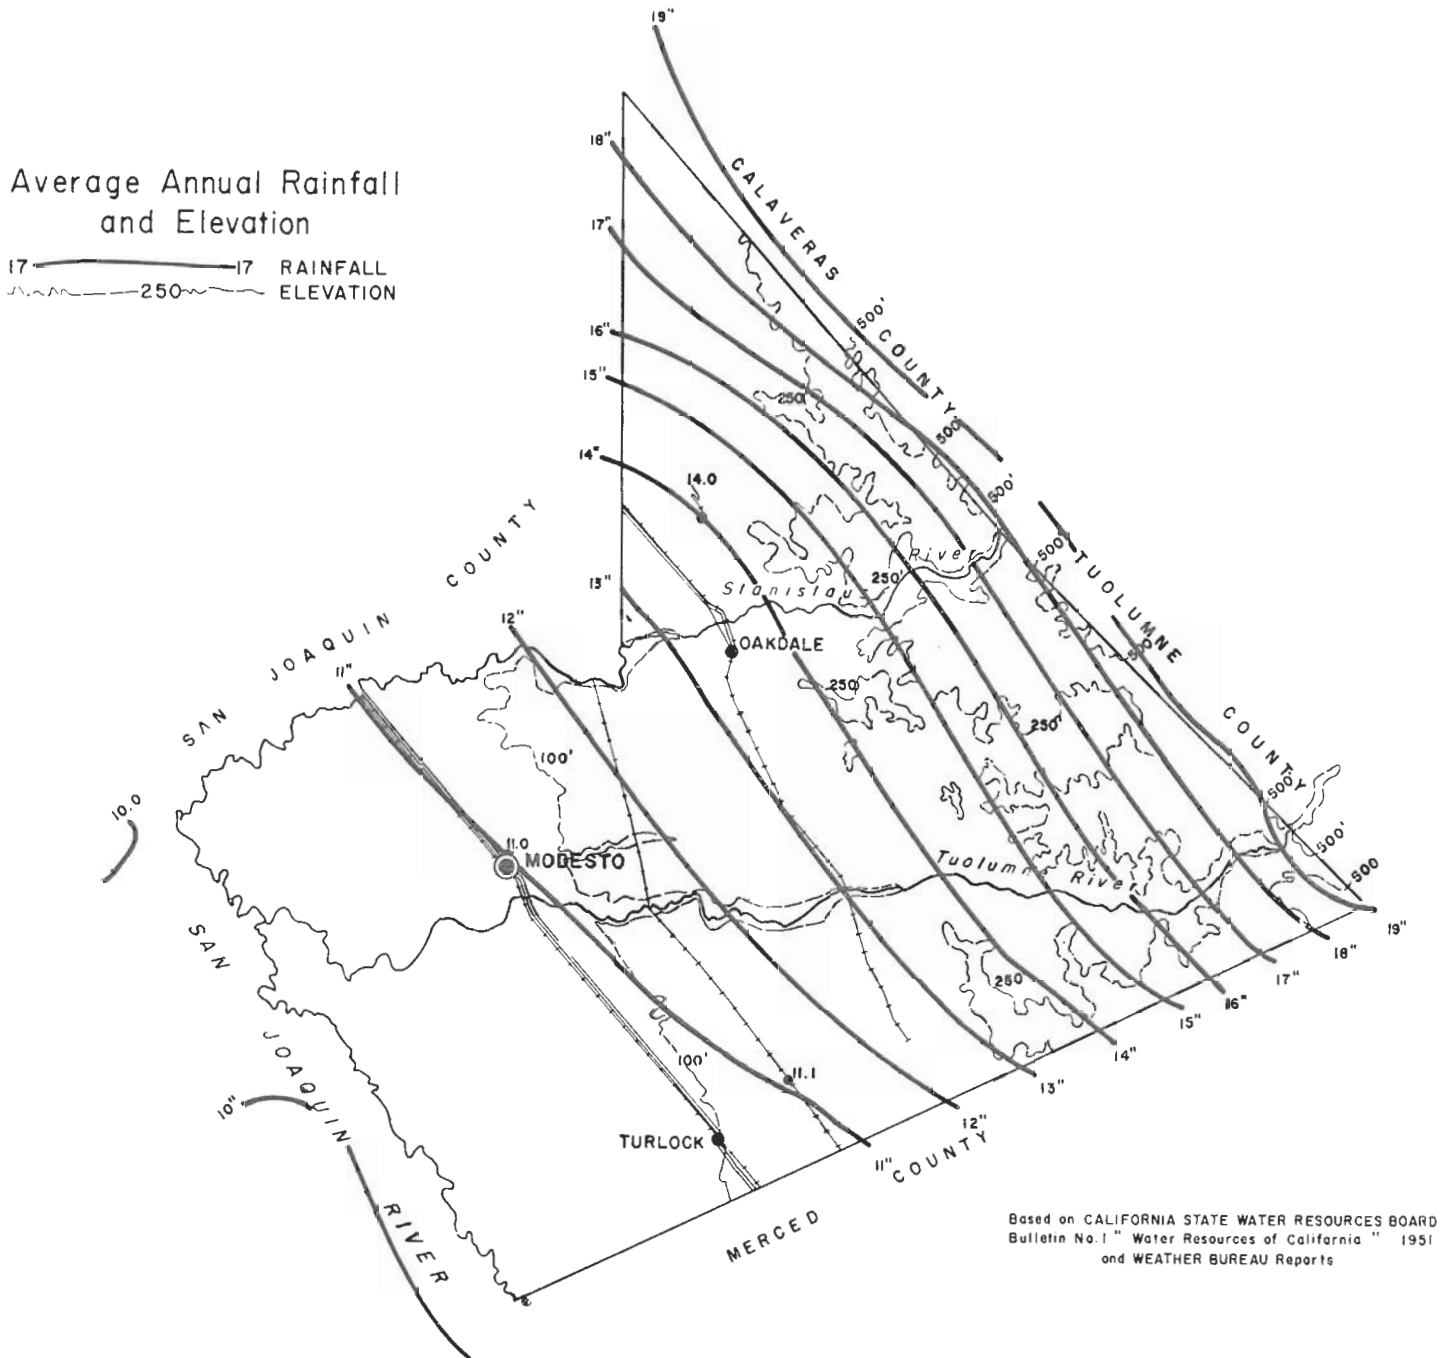 Average Annual Rainfall
and Elevation
17 17 RAINFALL
250 ELEVATION
19"
18"
17"
16"
15"
14"
13"
12"
11"
10.0
10"
CALAVERAS COUNTY
TUOLUMNE COUNTY
SAN JOAQUIN COUNTY
SAN JOAQUIN RIVER
MERCED COUNTY
500'
500'
500'
500'
500'
500'
500'
500
250
250'
250
250'
250
14.0
Stanislaus River
OAKDALE
100'
11.0
MODESTO
Tuolumne River
100'
11.1
TURLOCK
11"
12"
13"
14"
15"
16"
17"
18"
19"
Based on CALIFORNIA STATE WATER RESOURCES BOARD
Bulletin No. 1 " Water Resources of California " 1951
and WEATHER BUREAU Reports